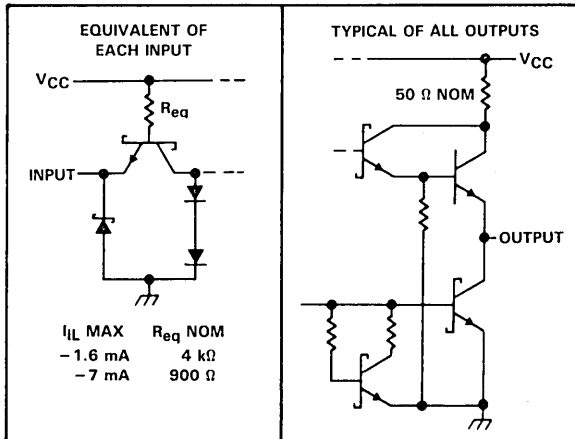 EQUIVALENT OF
EACH INPUT
VCC
Req
INPUT
IIL MAX Req NOM
−1.6 mA 4 kΩ
−7 mA 900 Ω
TYPICAL OF ALL OUTPUTS
VCC
50 Ω NOM
OUTPUT